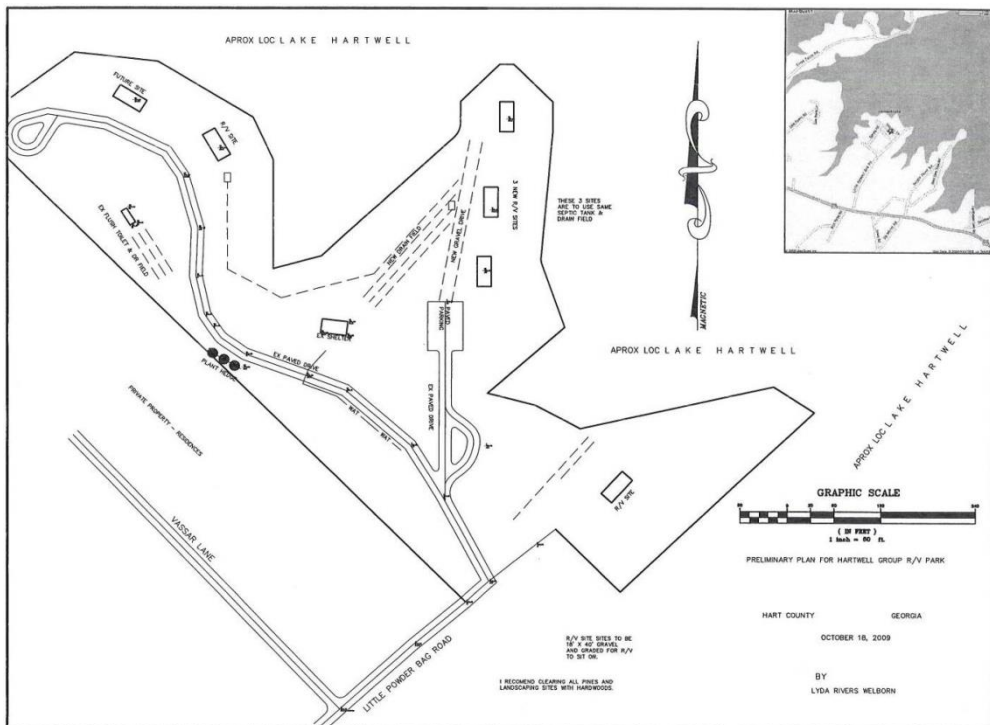 APROX LOC LAKE HARTWELL
FUTURE SITE
R/V SITE
EX FLUSH TOILET & DR FIELD
NEW DRAIN FIELD
NEW GRAVEL DRIVE
3 NEW R/V SITES
THESE 3 SITES
ARE TO USE SAME
SEPTIC TANK &
DRAIN FIELD
MAGNETIC
PAVED
PARKING
EX SHELTER
EX PAVED DRIVE
PLANT HEDGE
WAT
WAT
EX PAVED DRIVE
APROX LOC LAKE HARTWELL
APROX LOC LAKE HARTWELL
PRIVATE PROPERTY - RESIDENCES
VASSAR LANE
R/V SITE
LITTLE POWDER BAG ROAD
GRAPHIC SCALE
( IN FEET )
1 inch = 60 ft.
PRELIMINARY PLAN FOR HARTWELL GROUP R/V PARK
HART COUNTY GEORGIA
OCTOBER 18, 2009
BY
LYDA RIVERS WELBORN
R/V SITE SITES TO BE
18' X 40' GRAVEL
AND GRADED FOR R/V
TO SIT ON.
I RECOMEND CLEARING ALL PINES AND
LANDSCAPING SITES WITH HARDWOODS.